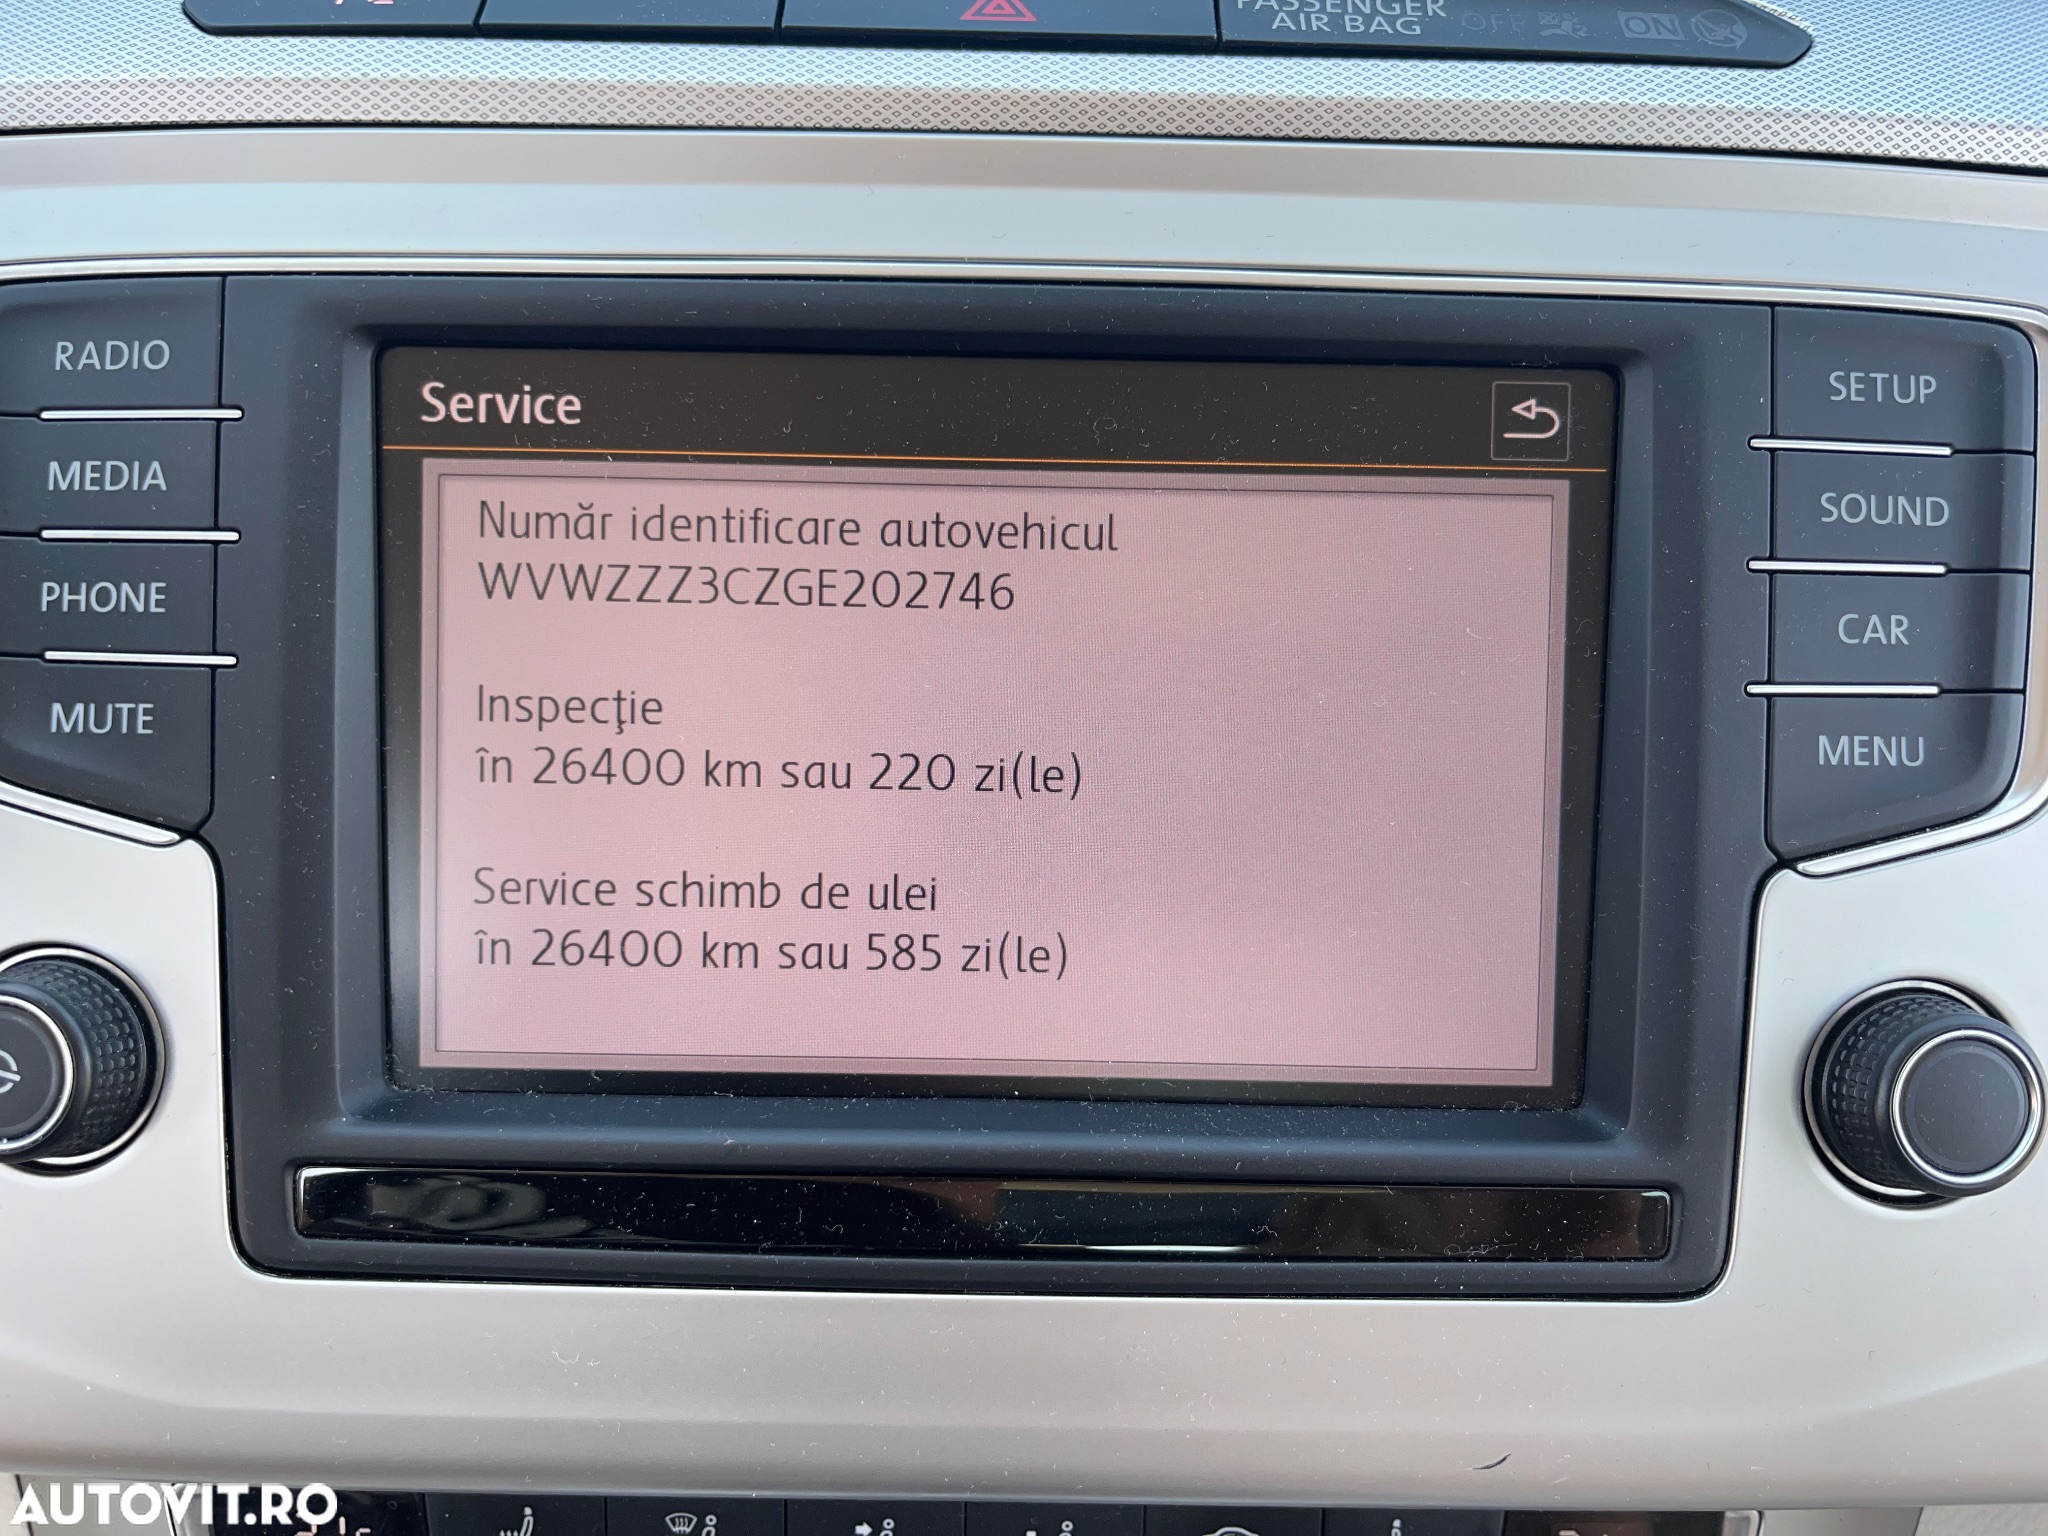 PASSENGER
AIR BAG OFF ON
RADIO
MEDIA
PHONE
MUTE
Service
Număr identificare autovehicul
WVWZZZ3CZGE202746
Inspecţie
în 26400 km sau 220 zi(le)
Service schimb de ulei
în 26400 km sau 585 zi(le)
SETUP
SOUND
CAR
MENU
AUTOVIT.RO